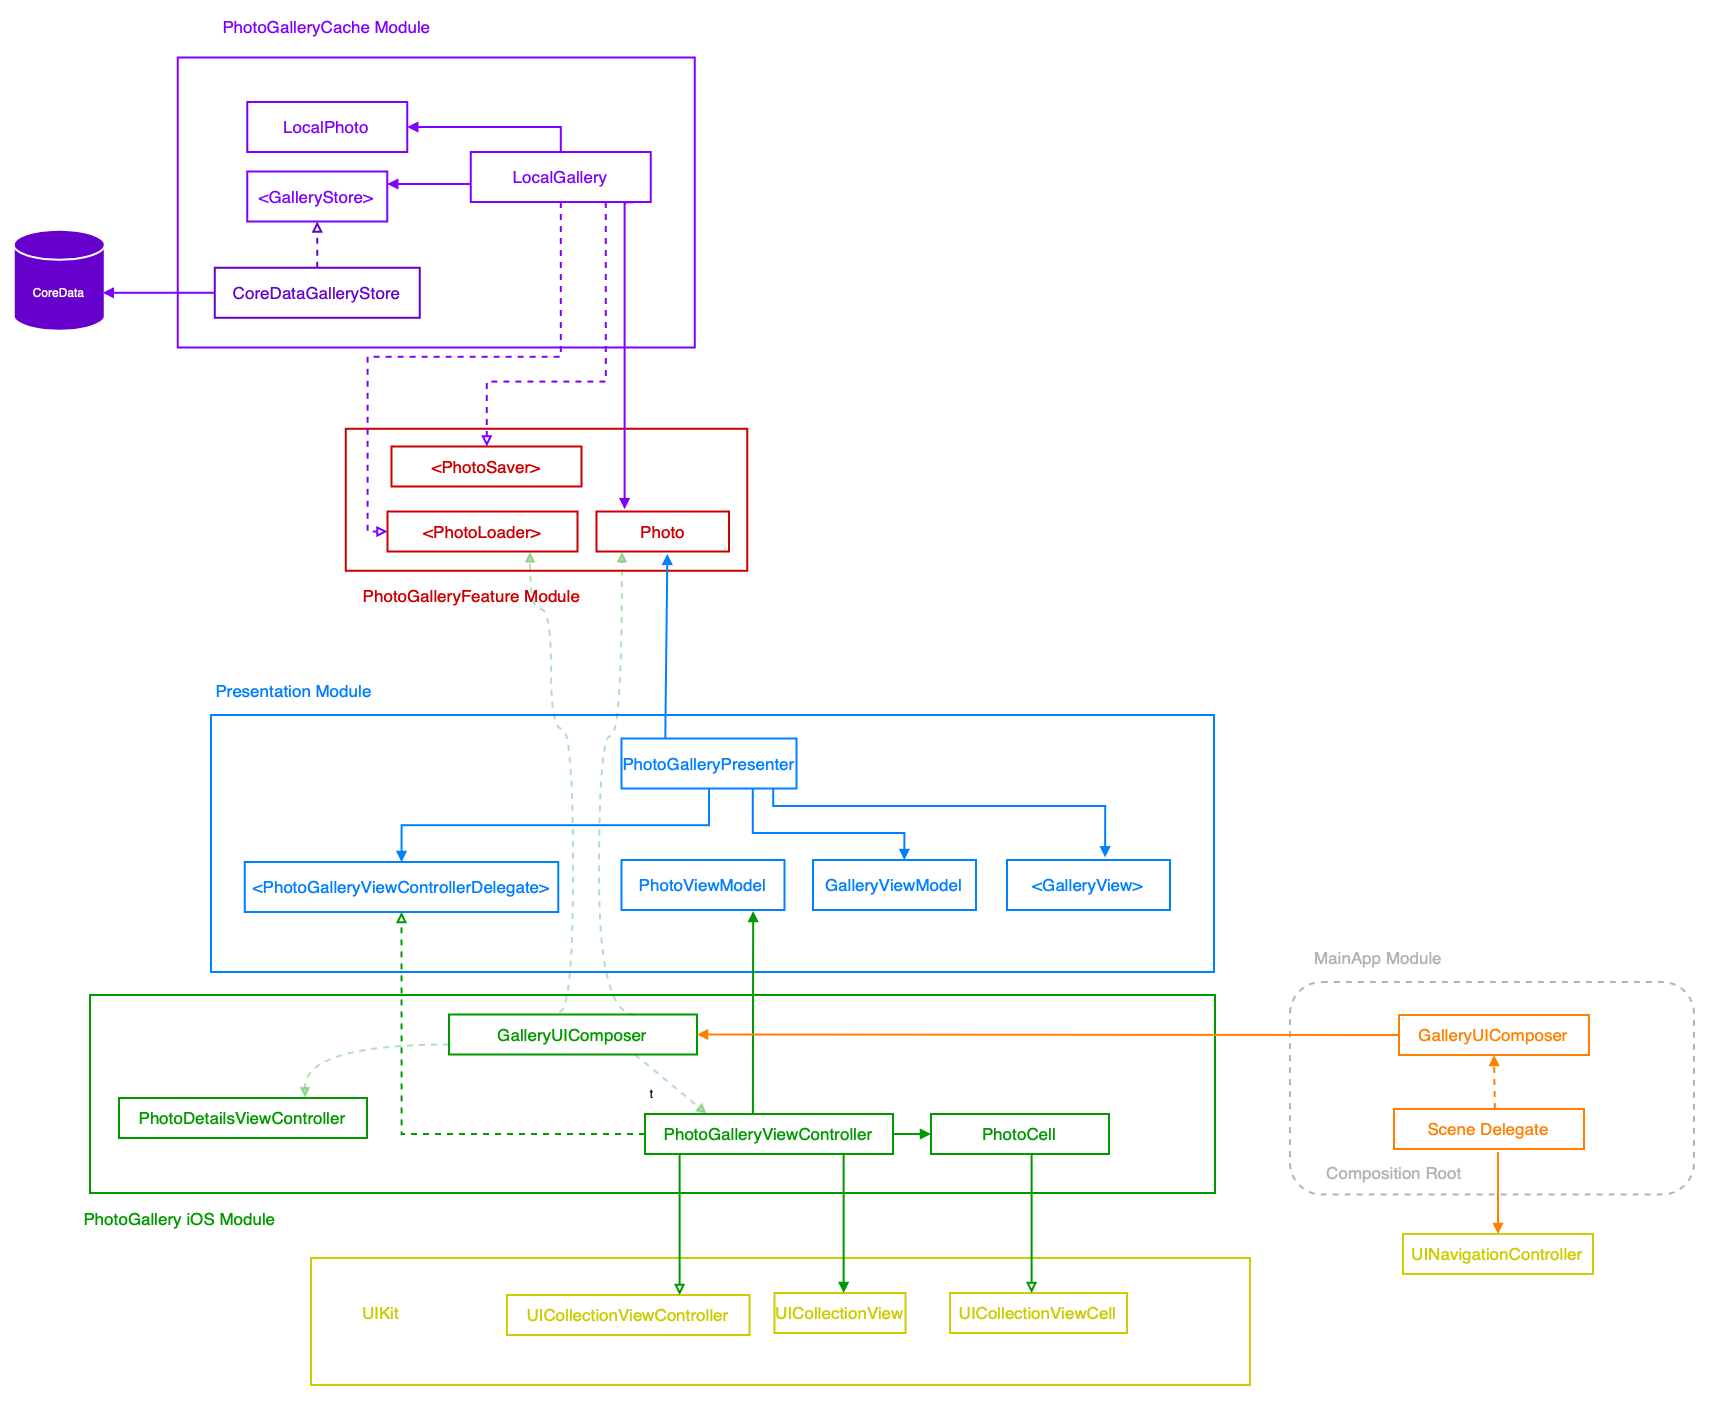 PhotoGalleryCache Module
LocalPhoto
LocalGallery
<GalleryStore>
CoreData
CoreDataGalleryStore
<PhotoSaver>
<PhotoLoader>
Photo
PhotoGalleryFeature Module
Presentation Module
PhotoGalleryPresenter
<PhotoGalleryViewControllerDelegate>
PhotoViewModel
GalleryViewModel
<GalleryView>
MainApp Module
GalleryUIComposer
GalleryUIComposer
t
PhotoDetailsViewController
PhotoGalleryViewController
PhotoCell
Scene Delegate
Composition Root
PhotoGallery iOS Module
UINavigationController
UIKit
UICollectionViewController
UICollectionView
UICollectionViewCell